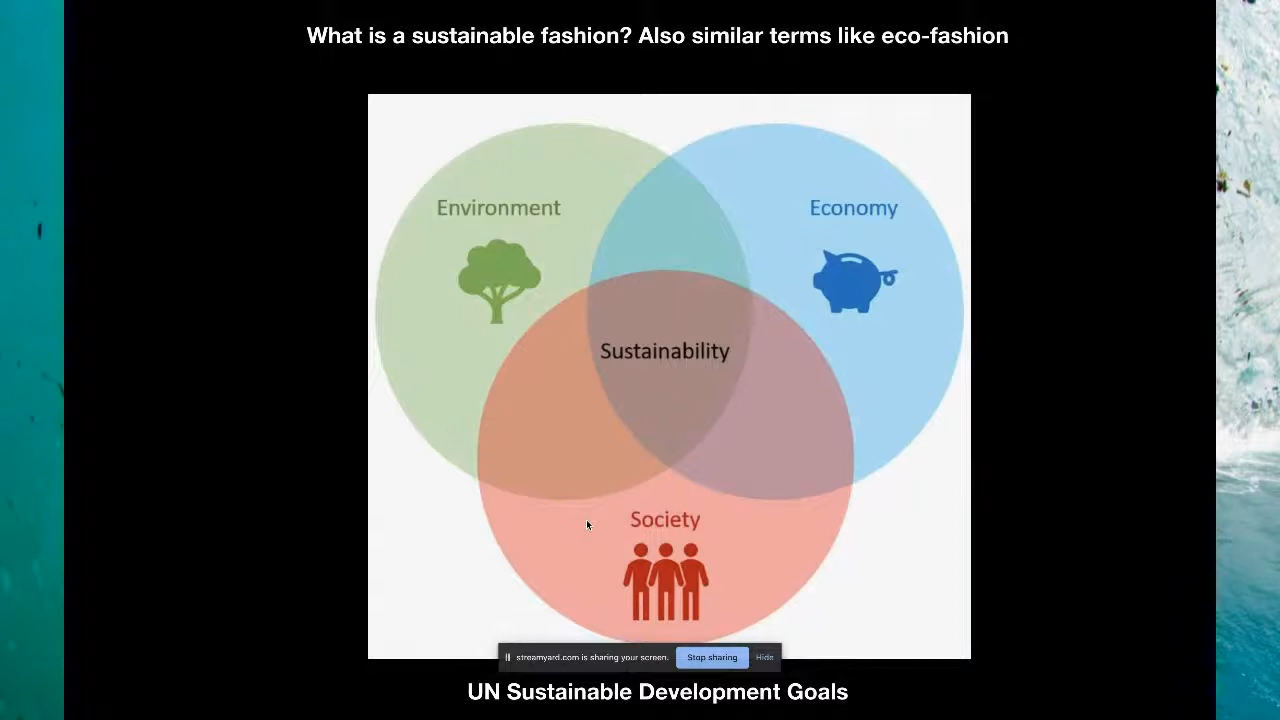 What is a sustainable fashion? Also similar terms like eco-fashion
Environment
Economy
Sustainability
Society
streamyard.com is sharing your screen. Stop sharing Hide
UN Sustainable Development Goals